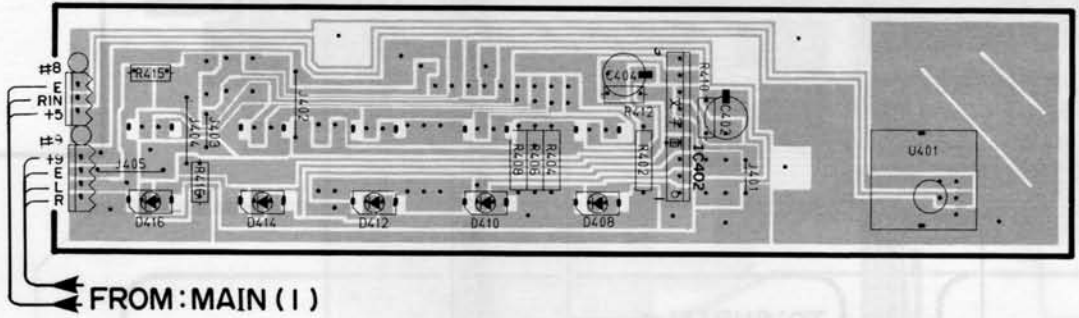 #8
E
RIN
+5
#9
+9
E
L
R
R415
J404
J403
J402
J405
R416
D416
D414
D412
D410
D408
R408
R406
R404
R402
C404
R412
R410
C402
IC402
J401
U401
FROM:MAIN (1)